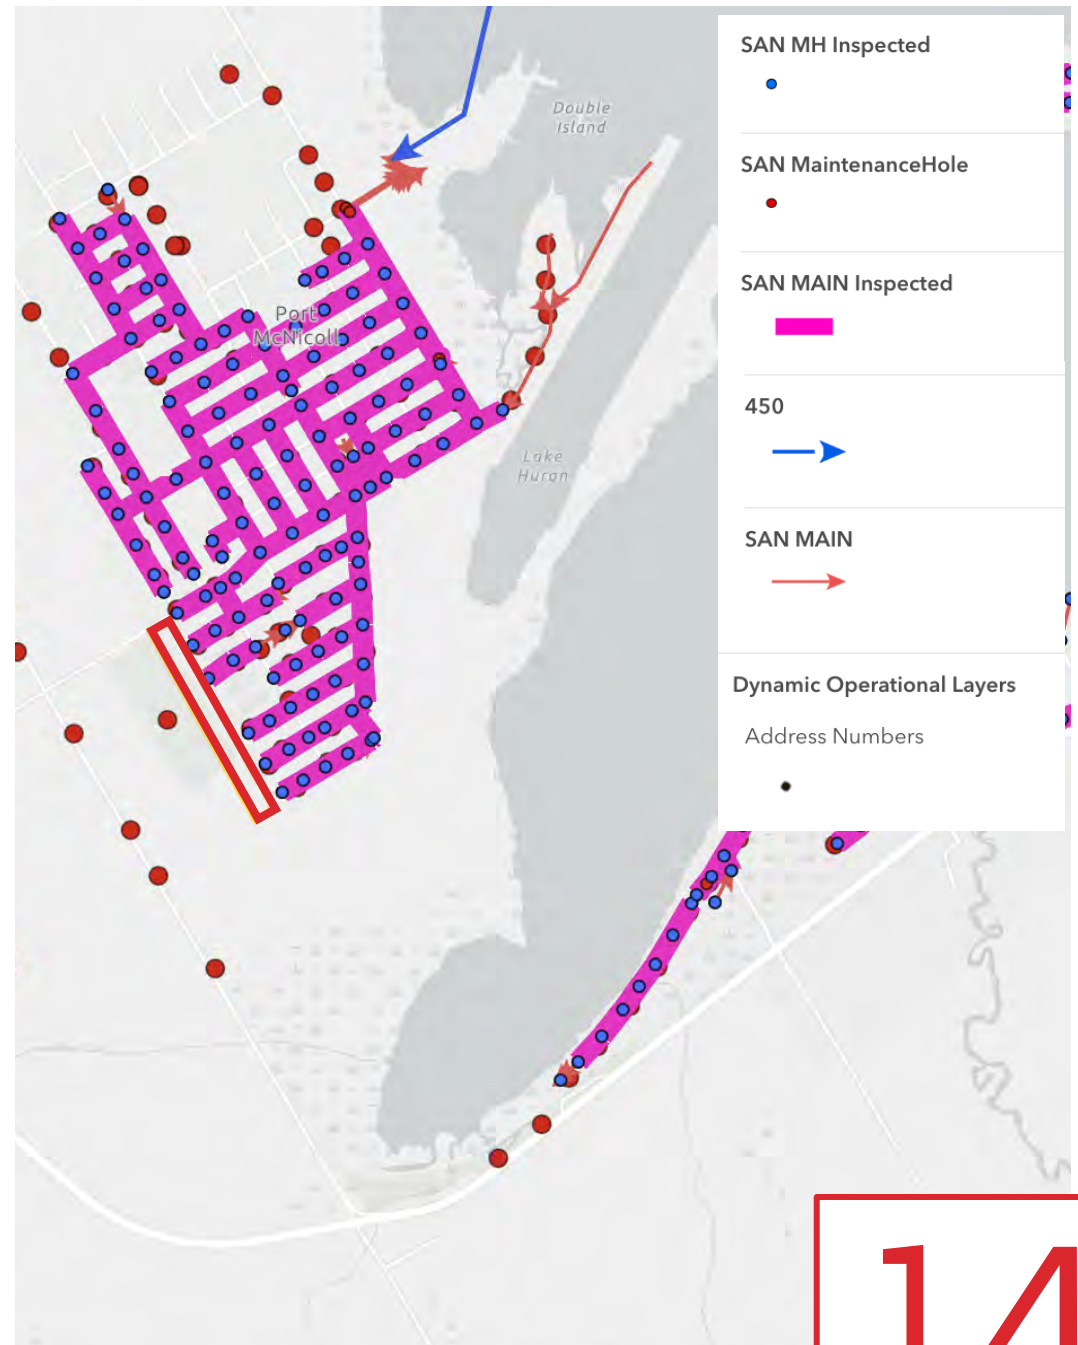 SAN MH Inspected
SAN MaintenanceHole
SAN MAIN Inspected
450
SAN MAIN
Dynamic Operational Layers
Address Numbers
Double
Island
Port
McNicoll
Lake
Huron
14